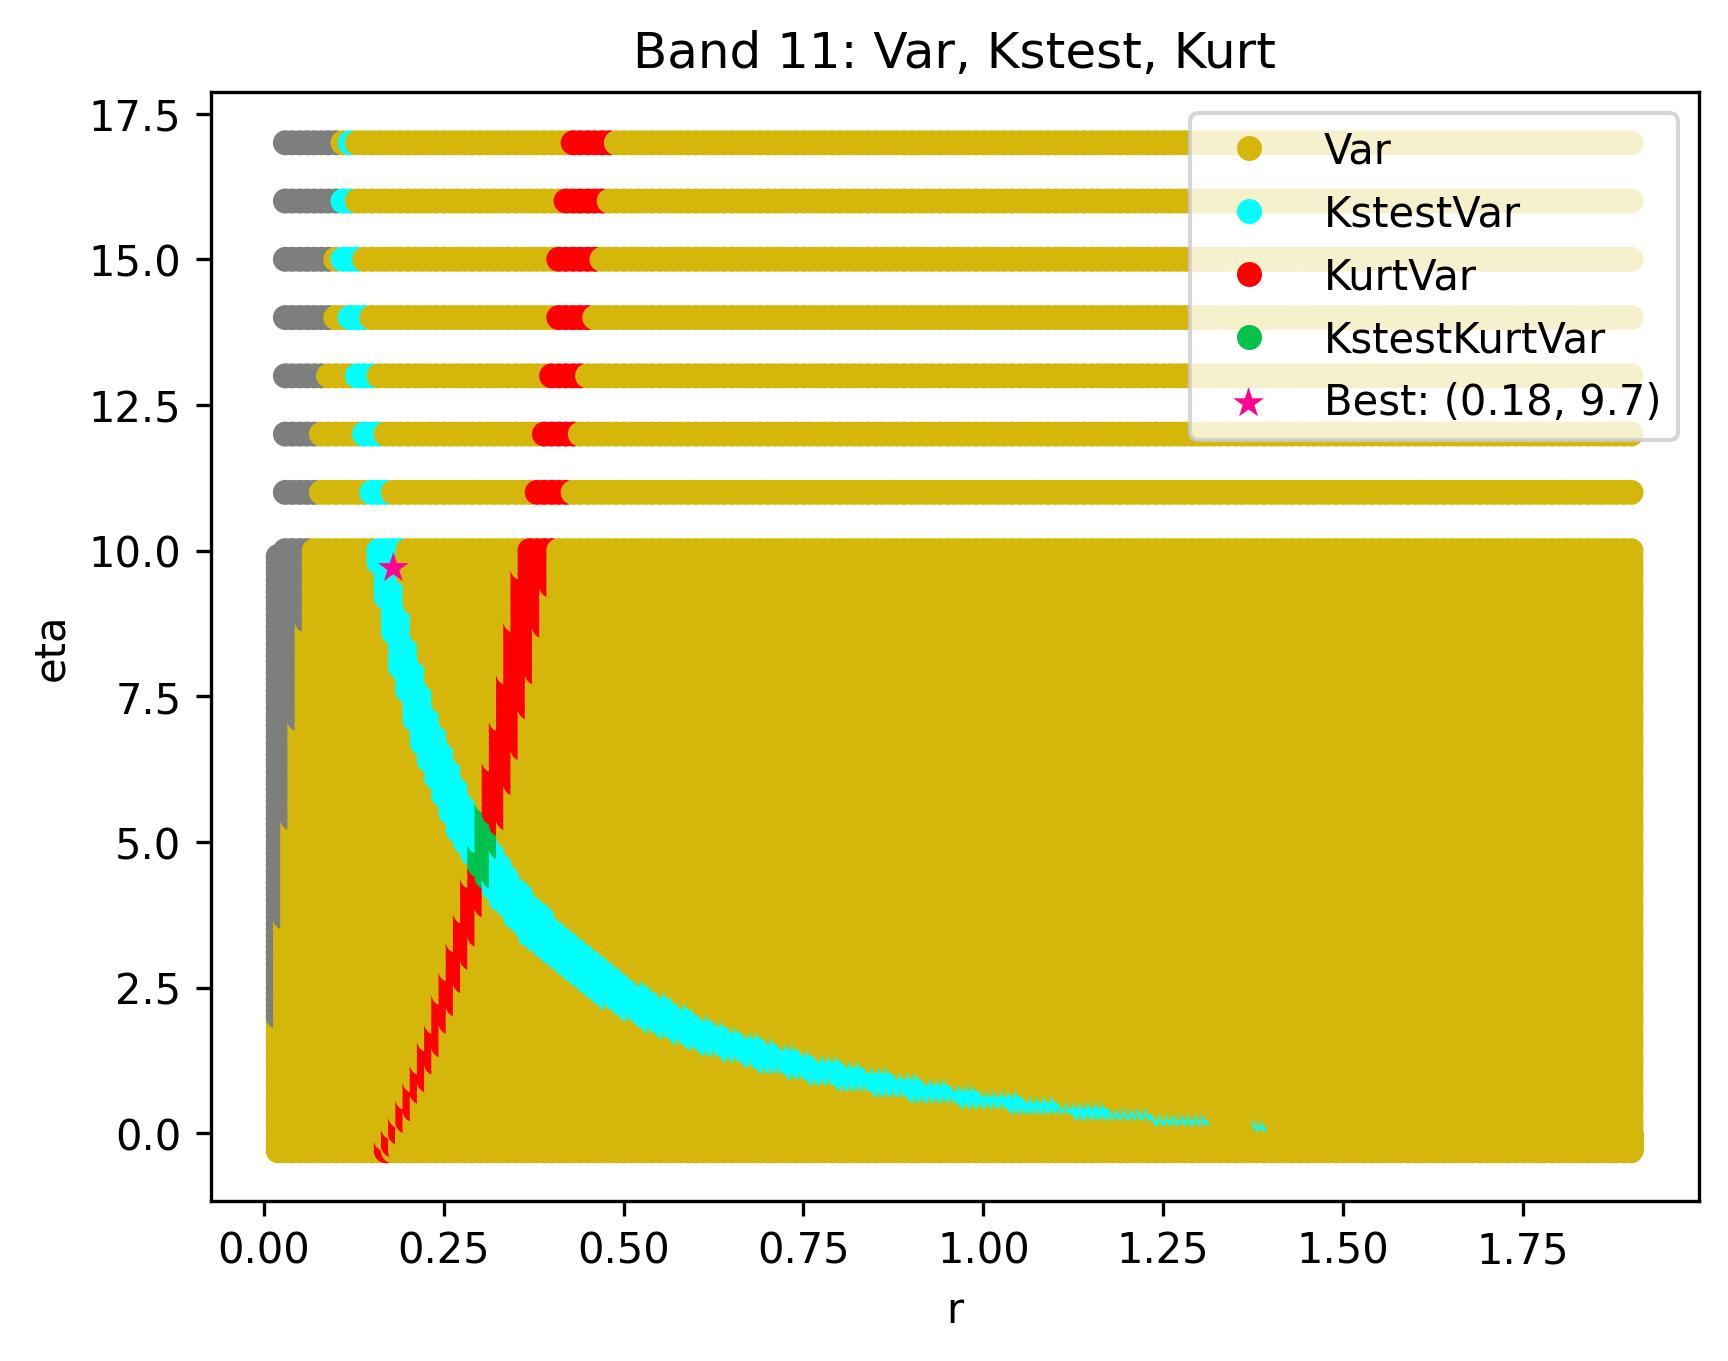 Band 11: Var, Kstest, Kurt
17.5
15.0
12.5
10.0
7.5
5.0
2.5
0.0
eta
Var
KstestVar
KurtVar
KstestKurtVar
Best: (0.18, 9.7)
0.00 0.25 0.50 0.75 1.00 1.25 1.50 1.75
r